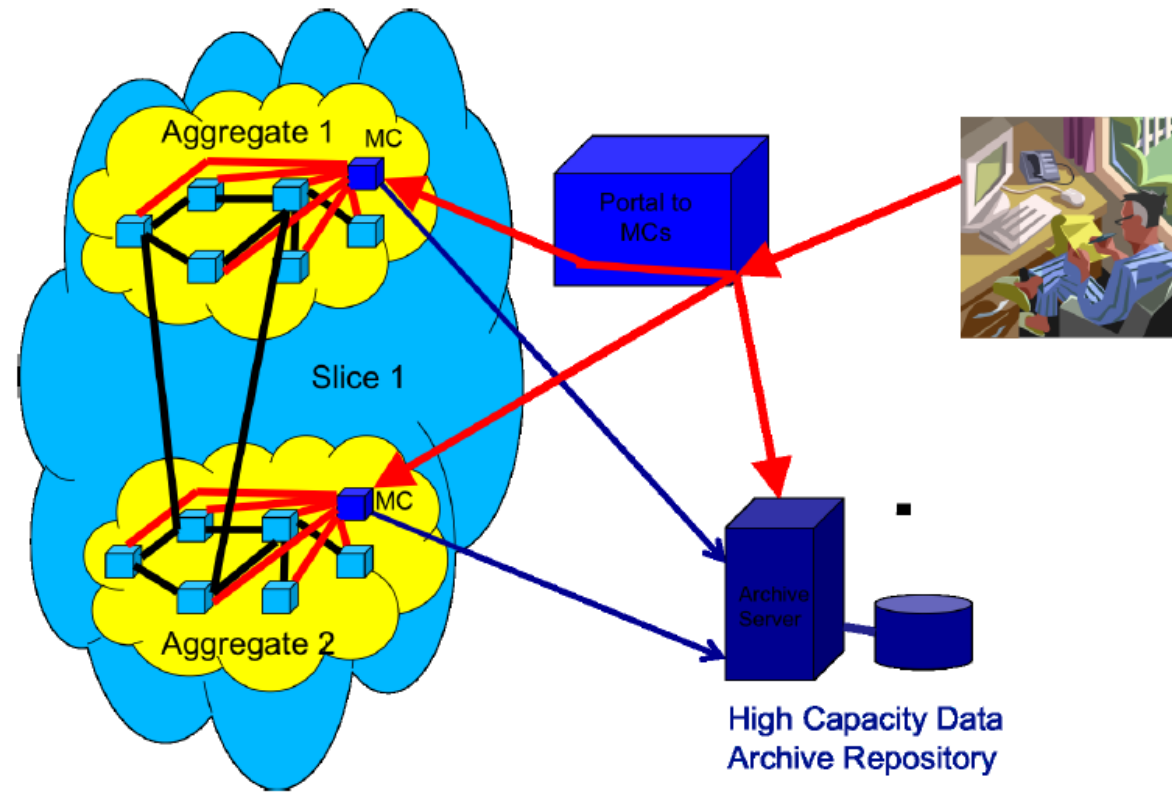 Aggregate 1
MC
Portal to
MCs
Slice 1
MC
Archive
Server
Aggregate 2
High Capacity Data
Archive Repository